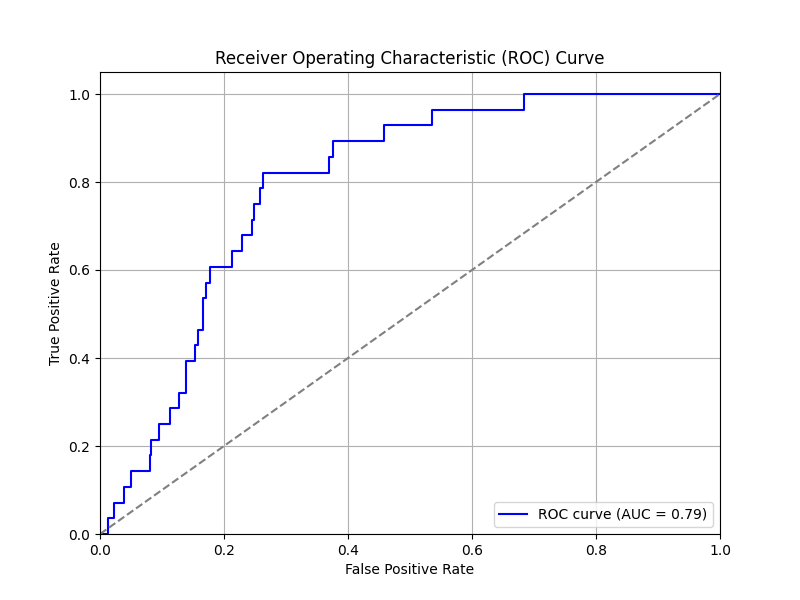 Receiver Operating Characteristic (ROC) Curve
1.0
0.8
0.6
0.4
0.2
0.0
True Positive Rate
ROC curve (AUC = 0.79)
0.0 0.2 0.4 0.6 0.8 1.0
False Positive Rate